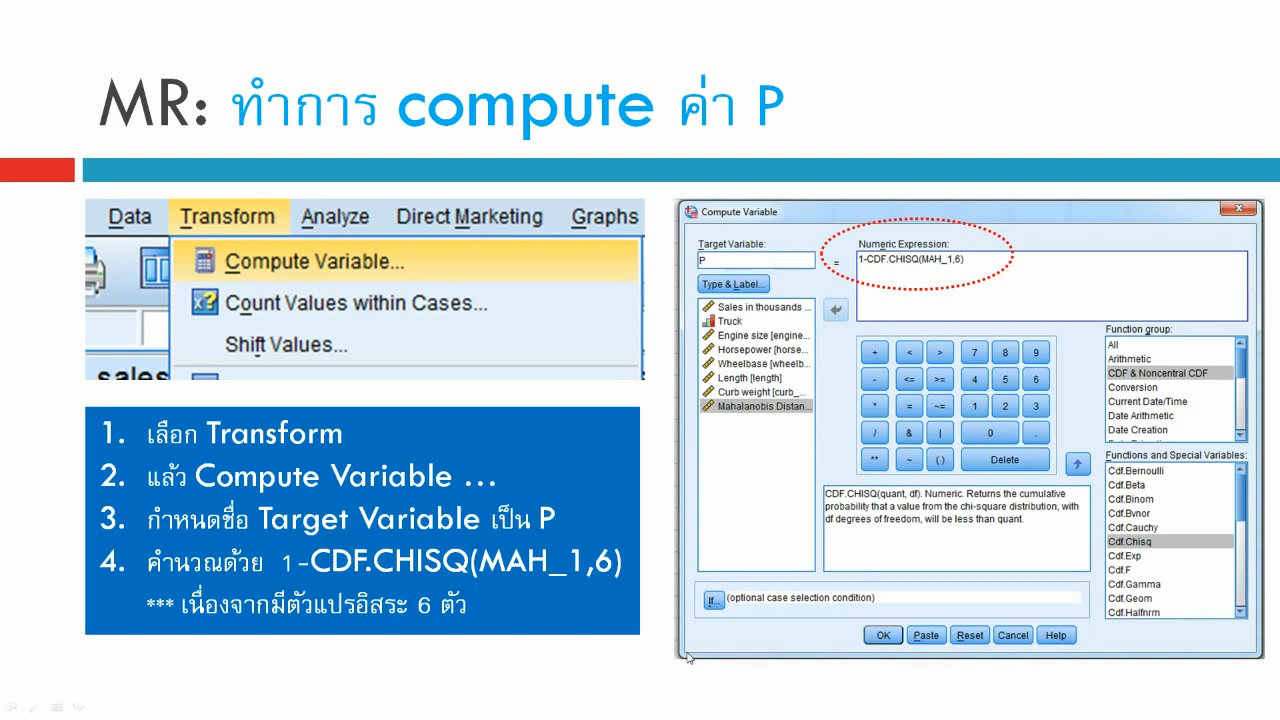 MR: ทำการ compute ค่า P
Data Transform Analyze Direct Marketing Graphs
Compute Variable...
Count Values within Cases...
Shift Values...
sales
1. เลือก Transform
2. แล้ว Compute Variable ...
3. กำหนดชื่อ Target Variable เป็น P
4. คำนวณด้วย 1-CDF.CHISQ(MAH_1,6)
*** เนื่องจากมีตัวแปรอิสระ 6 ตัว
Compute Variable
Target Variable:
P
=
Numeric Expression:
1-CDF.CHISQ(MAH_1,6)
Type & Label...
Sales in thousands ...
Truck
Engine size [engine...
Horsepower [horse...
Wheelbase [wheelb...
Length [length]
Curb weight [curb_...
Mahalanobis Distan...
+ < > 7 8 9
- <= >= 4 5 6
* = ~= 1 2 3
/ & | 0 .
** ~ ( ) Delete
Function group:
All
Arithmetic
CDF & Noncentral CDF
Conversion
Current Date/Time
Date Arithmetic
Date Creation
Functions and Special Variables:
Cdf.Bernoulli
Cdf.Beta
Cdf.Binom
Cdf.Bvnor
Cdf.Cauchy
Cdf.Chisq
Cdf.Exp
Cdf.F
Cdf.Gamma
Cdf.Geom
Cdf.Halfnrm
CDF.CHISQ(quant, df). Numeric. Returns the cumulative
probability that a value from the chi-square distribution, with
df degrees of freedom, will be less than quant.
If... (optional case selection condition)
OK Paste Reset Cancel Help